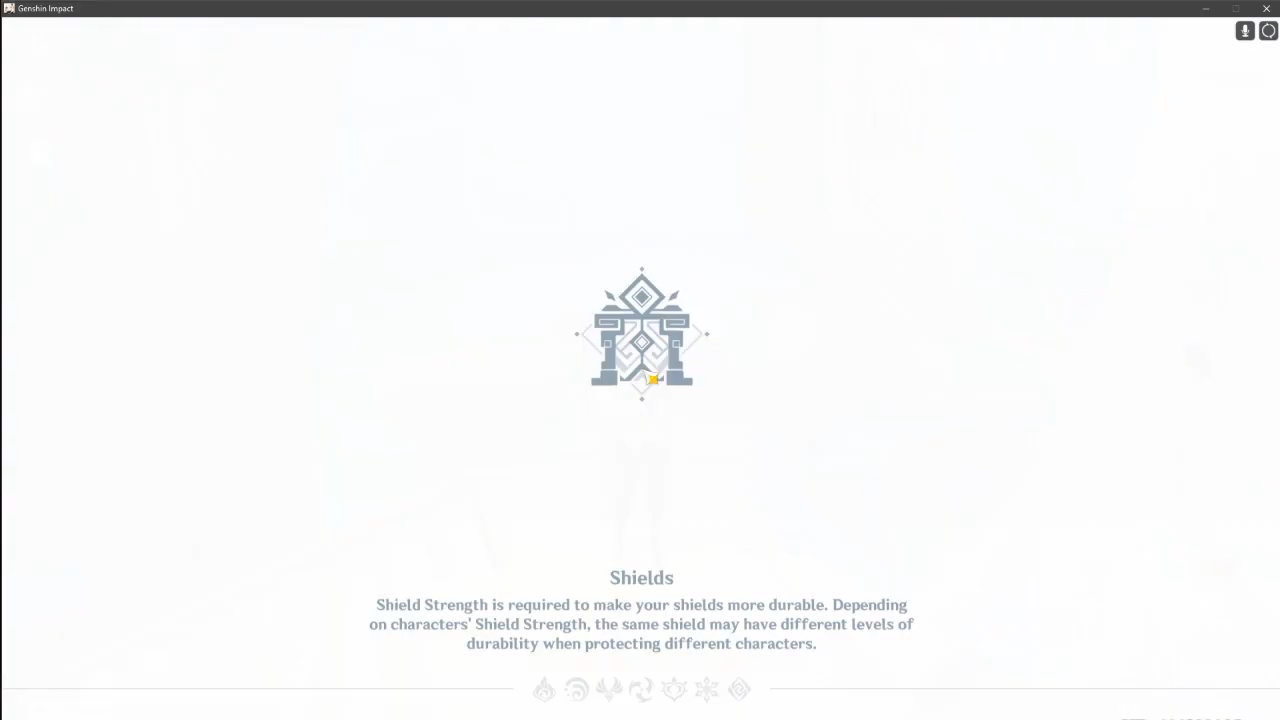 Genshin Impact
Shields
Shield Strength is required to make your shields more durable. Depending
on characters' Shield Strength, the same shield may have different levels of
durability when protecting different characters.